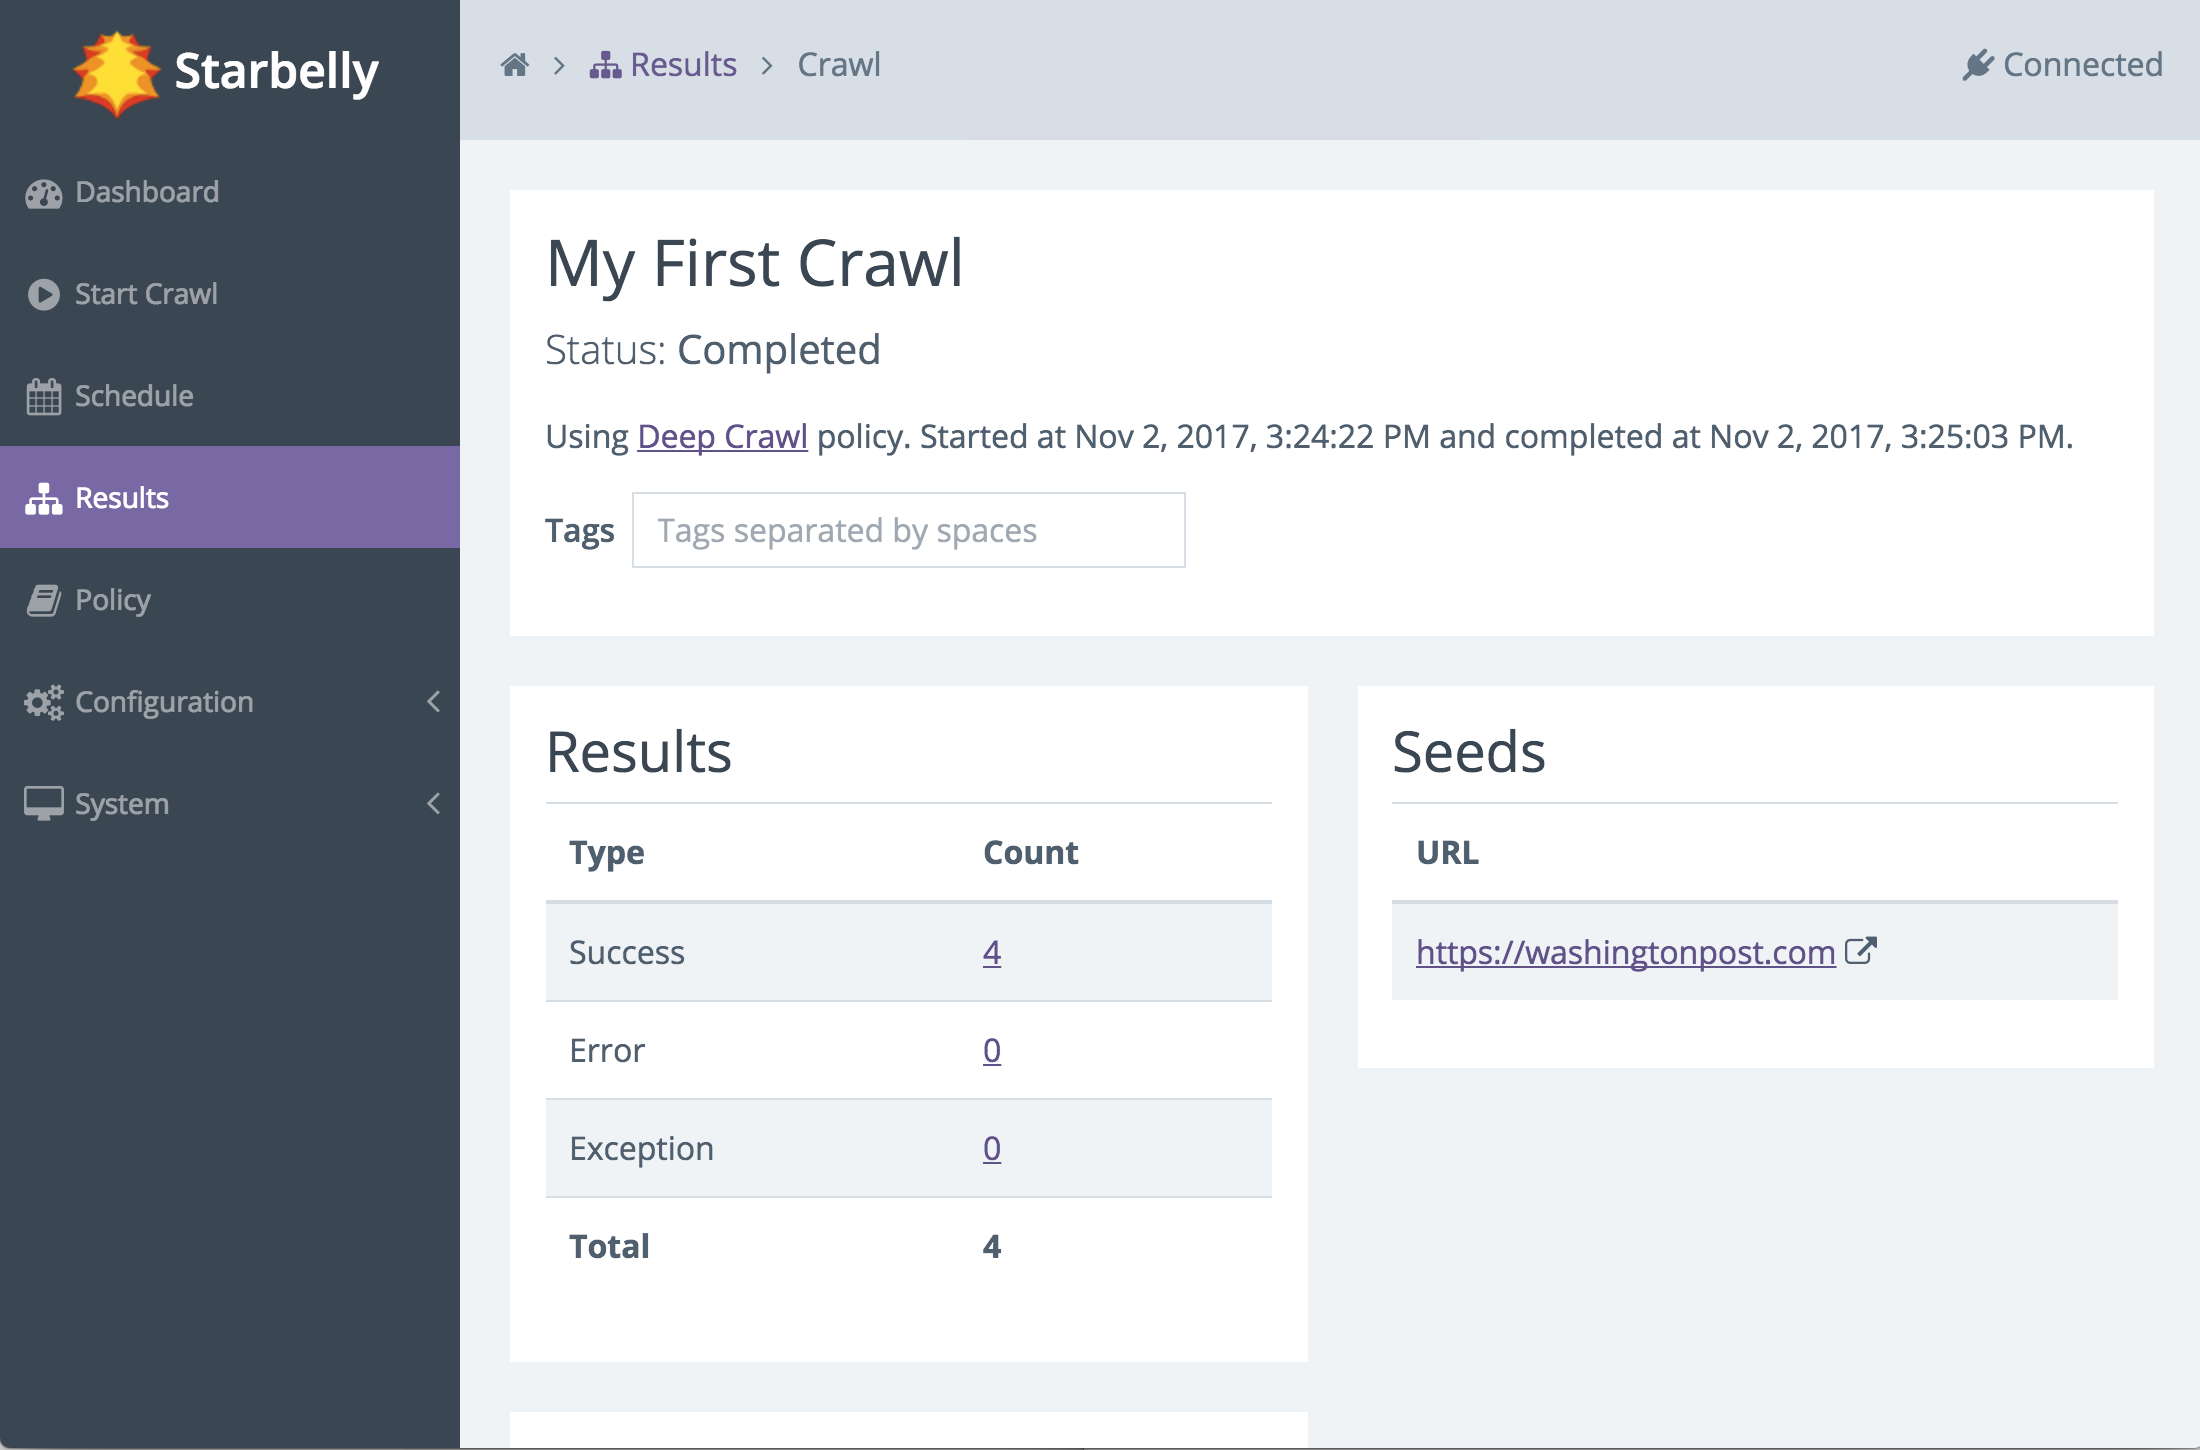 Starbelly
Dashboard
Start Crawl
Schedule
Results
Policy
Configuration
System
Results > Crawl
Connected
My First Crawl
Status: Completed
Using Deep Crawl policy. Started at Nov 2, 2017, 3:24:22 PM and completed at Nov 2, 2017, 3:25:03 PM.
Tags Tags separated by spaces
Results
Type Count
Success 4
Error 0
Exception 0
Total 4
Seeds
URL
https://washingtonpost.com